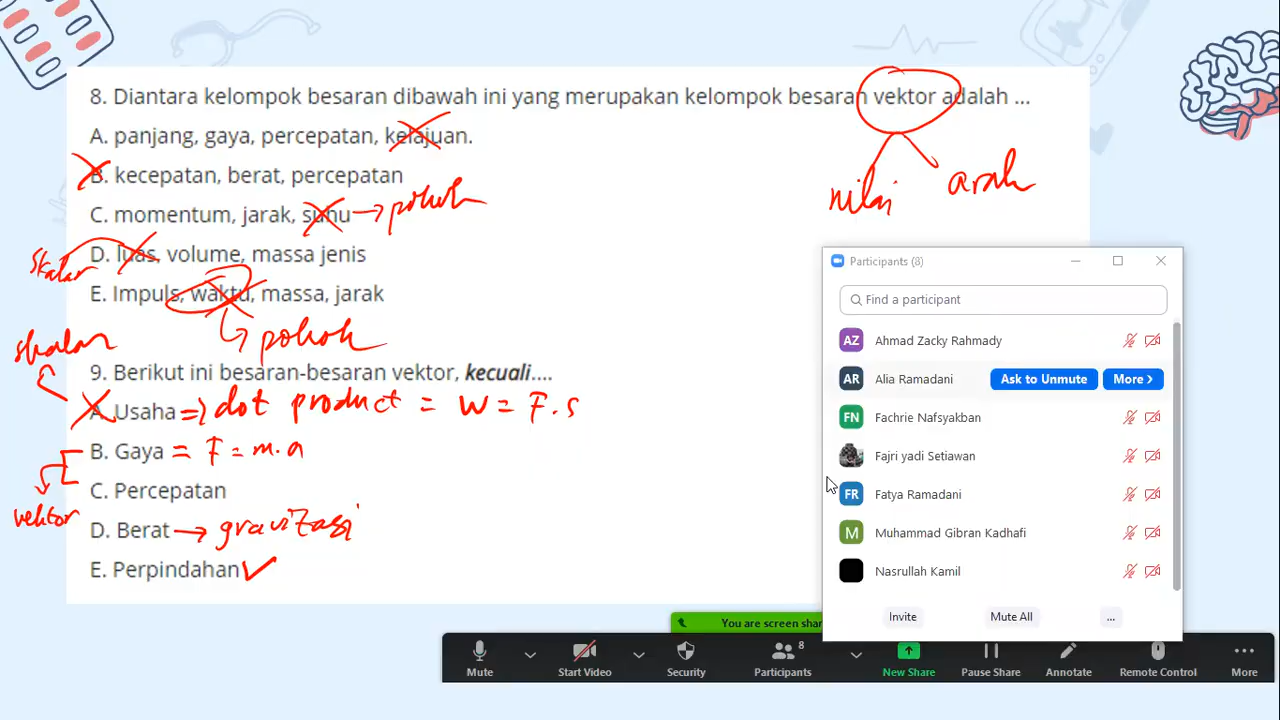 8. Diantara kelompok besaran dibawah ini yang merupakan kelompok besaran vektor adalah ...
A. panjang, gaya, percepatan, kelajuan.
B. kecepatan, berat, percepatan
C. momentum, jarak, suhu → pokok
nilai
arah
D. luas, volume, massa jenis
skalar
E. Impuls, waktu, massa, jarak
pokok
skalar
9. Berikut ini besaran-besaran vektor, kecuali....
A. Usaha => dot product = W = F.s
B. Gaya = F = m.a
C. Percepatan
vektor
D. Berat → gravitasi
E. Perpindahan ✓
Participants (8)
Find a participant
AZ Ahmad Zacky Rahmady
AR Alia Ramadani Ask to Unmute More >
FN Fachrie Nafsyakban
Fajri yadi Setiawan
FR Fatya Ramadani
M Muhammad Gibran Kadhafi
Nasrullah Kamil
Invite Mute All ...
You are screen shar
8
Mute Start Video Security Participants New Share Pause Share Annotate Remote Control More